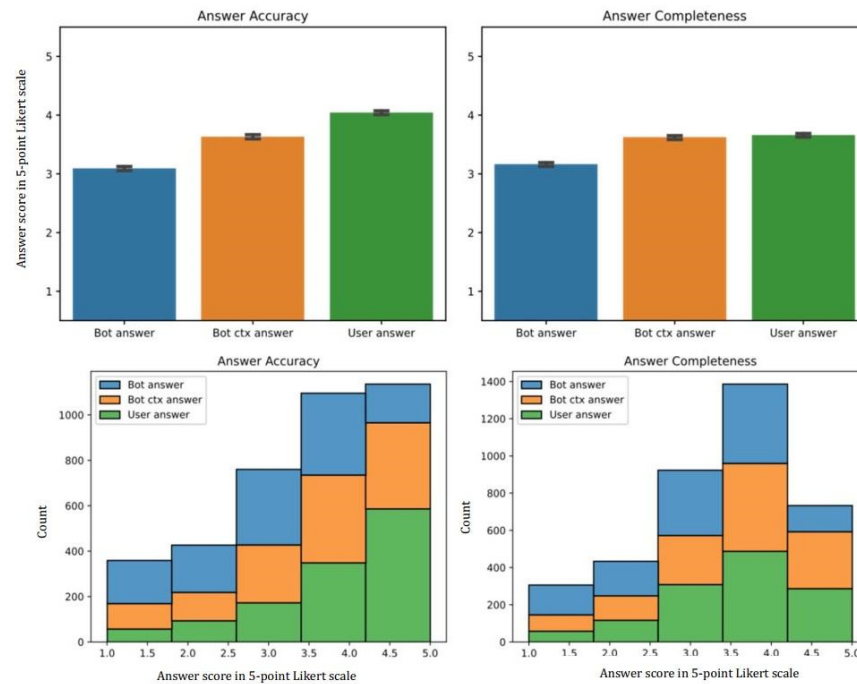 Answer Accuracy
Answer score in 5-point Likert scale
5
4
3
2
1
Bot answer Bot ctx answer User answer
Answer Completeness
5
4
3
2
1
Bot answer Bot ctx answer User answer
Answer Accuracy
Bot answer
Bot ctx answer
User answer
Count
1000
800
600
400
200
0
1.0 1.5 2.0 2.5 3.0 3.5 4.0 4.5 5.0
Answer score in 5-point Likert scale
Answer Completeness
Bot answer
Bot ctx answer
User answer
Count
1400
1200
1000
800
600
400
200
0
1.0 1.5 2.0 2.5 3.0 3.5 4.0 4.5 5.0
Answer score in 5-point Likert scale